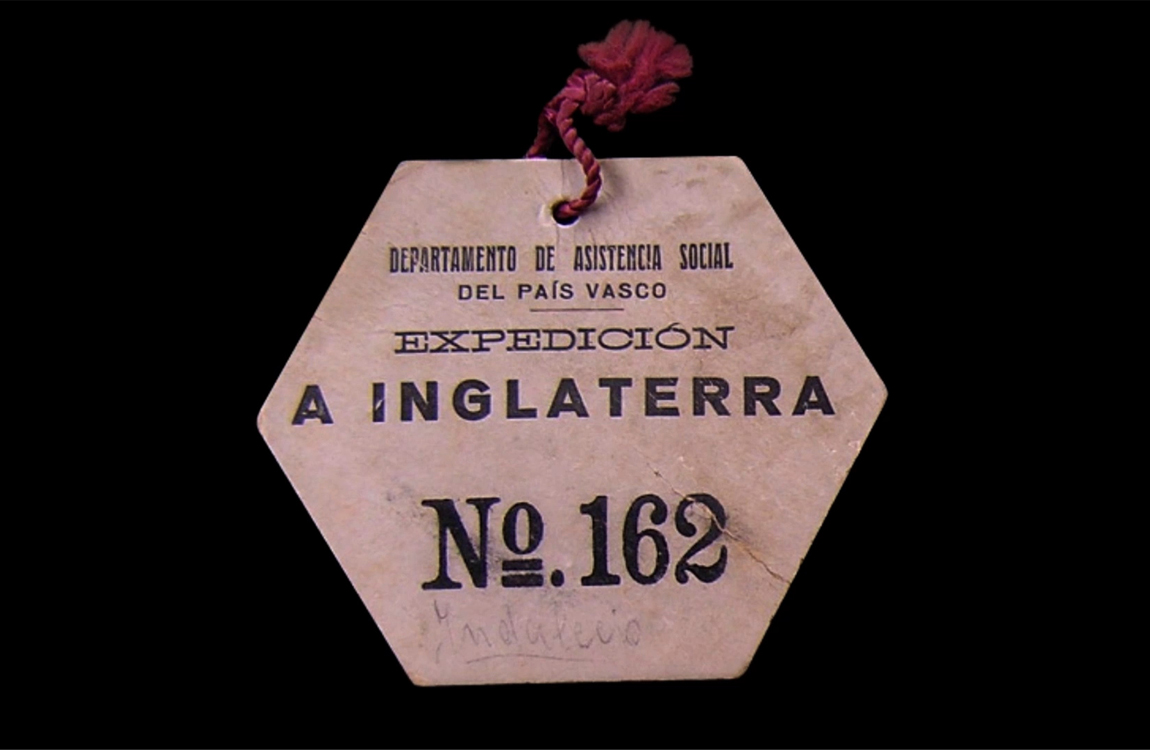 DEPARTAMENTO DE ASISTENCIA SOCIAL
DEL PAÍS VASCO
EXPEDICIÓN
A INGLATERRA
Nº. 162
Indalecio